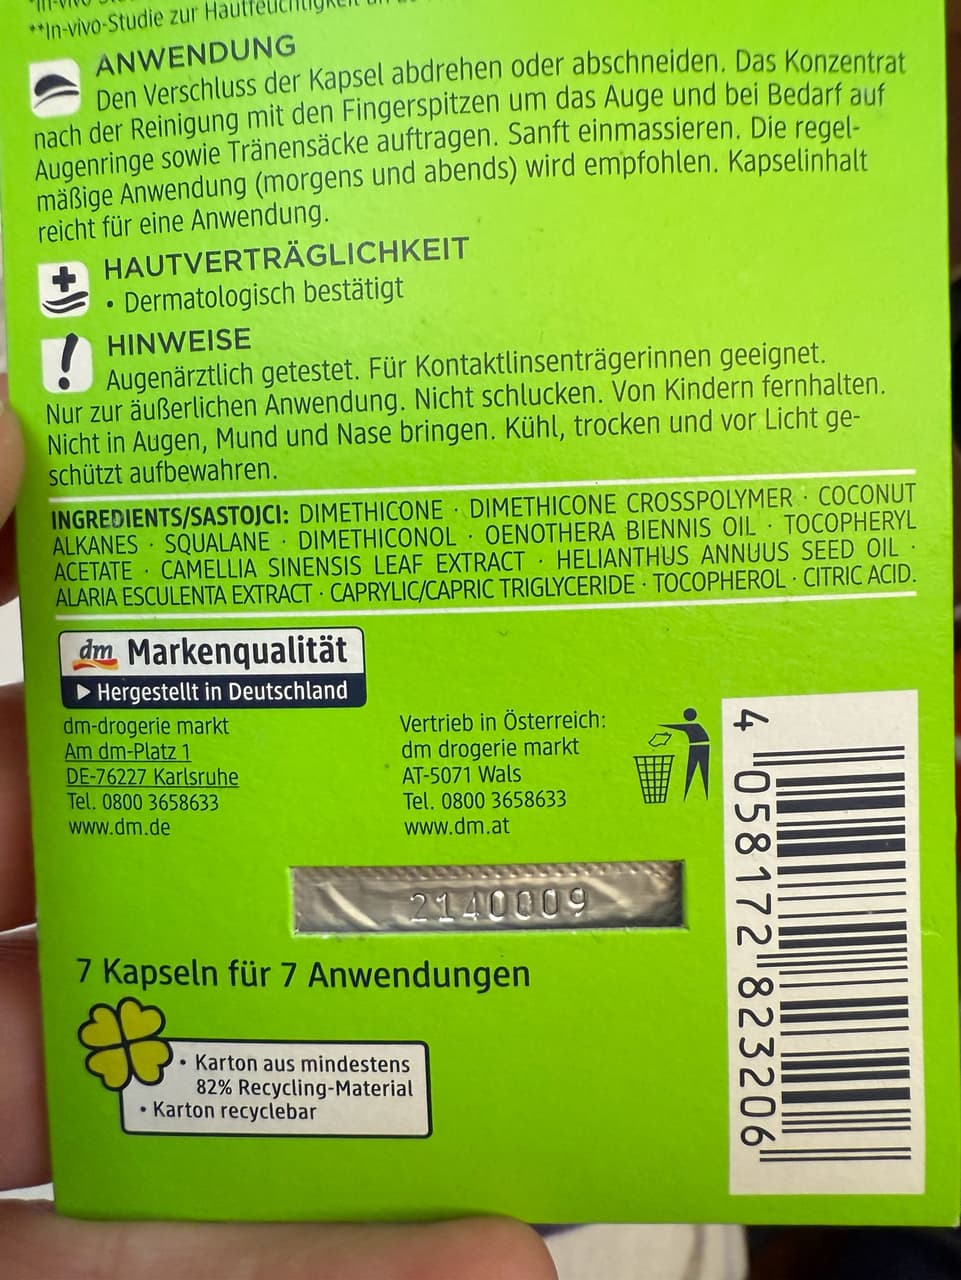 **In-vivo-Studie zur Hautfeuchtigkeit
ANWENDUNG
Den Verschluss der Kapsel abdrehen oder abschneiden. Das Konzentrat
nach der Reinigung mit den Fingerspitzen um das Auge und bei Bedarf auf
Augenringe sowie Tränensäcke auftragen. Sanft einmassieren. Die regel-
mäßige Anwendung (morgens und abends) wird empfohlen. Kapselinhalt
reicht für eine Anwendung.
HAUTVERTRÄGLICHKEIT
• Dermatologisch bestätigt
HINWEISE
Augenärztlich getestet. Für Kontaktlinsenträgerinnen geeignet.
Nur zur äußerlichen Anwendung. Nicht schlucken. Von Kindern fernhalten.
Nicht in Augen, Mund und Nase bringen. Kühl, trocken und vor Licht ge-
schützt aufbewahren.
INGREDIENTS/SASTOJCI: DIMETHICONE · DIMETHICONE CROSSPOLYMER · COCONUT
ALKANES · SQUALANE · DIMETHICONOL · OENOTHERA BIENNIS OIL · TOCOPHERYL
ACETATE · CAMELLIA SINENSIS LEAF EXTRACT · HELIANTHUS ANNUUS SEED OIL ·
ALARIA ESCULENTA EXTRACT · CAPRYLIC/CAPRIC TRIGLYCERIDE · TOCOPHEROL · CITRIC ACID.
dm Markenqualität
Hergestellt in Deutschland
dm-drogerie markt
Am dm-Platz 1
DE-76227 Karlsruhe
Tel. 0800 3658633
www.dm.de
Vertrieb in Österreich:
dm drogerie markt
AT-5071 Wals
Tel. 0800 3658633
www.dm.at
2140009
7 Kapseln für 7 Anwendungen
• Karton aus mindestens
82% Recycling-Material
• Karton recyclebar
4 058172 823206